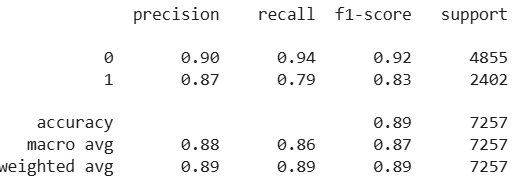 precision recall f1-score support
0 0.90 0.94 0.92 4855
1 0.87 0.79 0.83 2402
accuracy 0.89 7257
macro avg 0.88 0.86 0.87 7257
weighted avg 0.89 0.89 0.89 7257